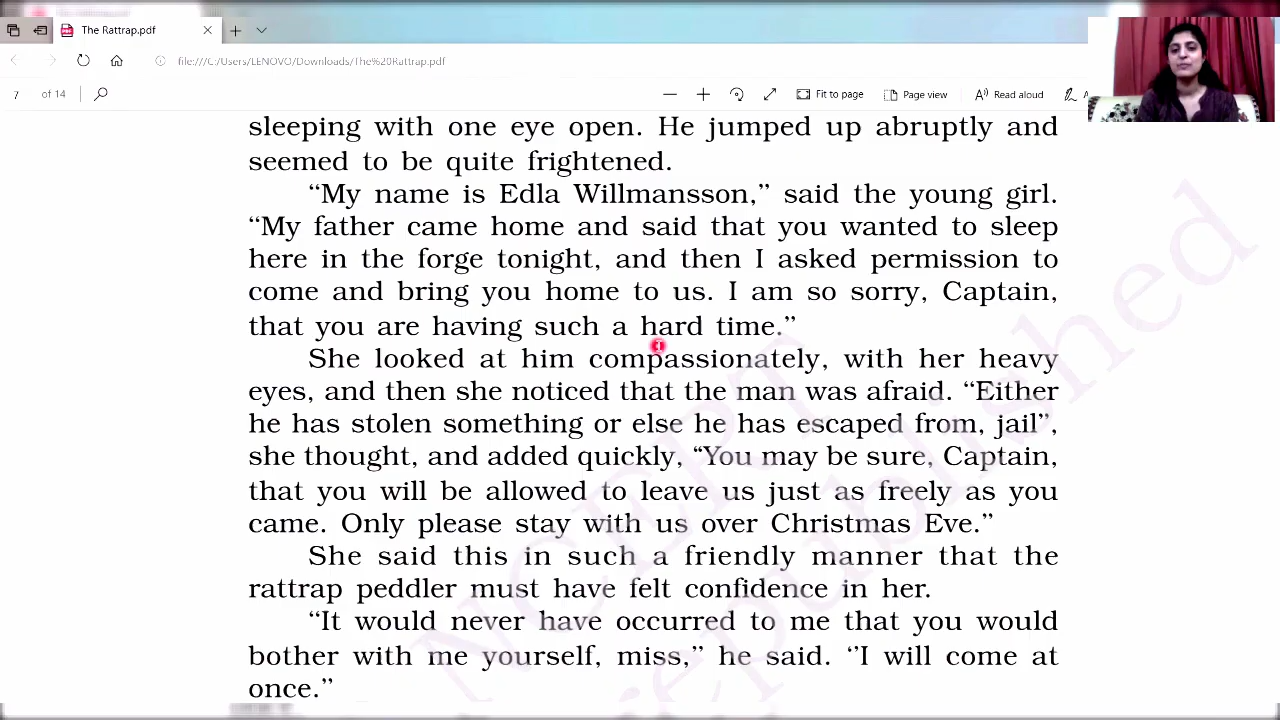 The Rattrap.pdf
file:///C:/Users/LENOVO/Downloads/The%20Rattrap.pdf
7 of 14 Fit to page Page view Read aloud
sleeping with one eye open. He jumped up abruptly and
seemed to be quite frightened.
“My name is Edla Willmansson,” said the young girl.
“My father came home and said that you wanted to sleep
here in the forge tonight, and then I asked permission to
come and bring you home to us. I am so sorry, Captain,
that you are having such a hard time.”
She looked at him compassionately, with her heavy
eyes, and then she noticed that the man was afraid. “Either
he has stolen something or else he has escaped from, jail”,
she thought, and added quickly, “You may be sure, Captain,
that you will be allowed to leave us just as freely as you
came. Only please stay with us over Christmas Eve.”
She said this in such a friendly manner that the
rattrap peddler must have felt confidence in her.
“It would never have occurred to me that you would
bother with me yourself, miss,” he said. ‘’I will come at
once.”
NCERT
republished